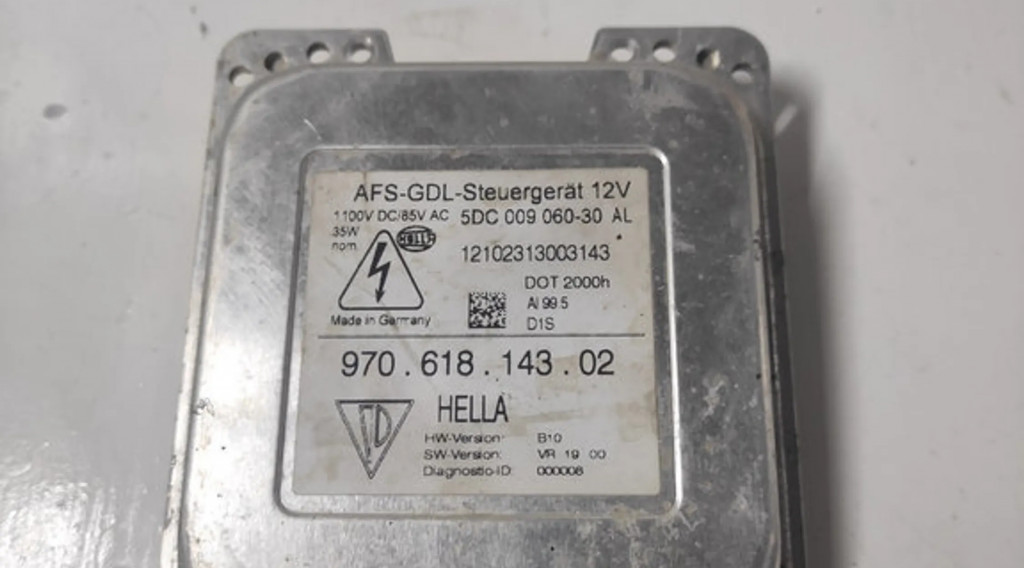 AFS-GDL-Steuergerät 12V
1100V DC/85V AC 5DC 009 060-30 AL
35W
nom.
HELLA
12102313003143
DOT 2000h
Al 99 5
D1S
Made in Germany
970.618.143.02
HELLA
HW-Version: B10
SW-Version: VR 19 00
Diagnostic-ID: 000008